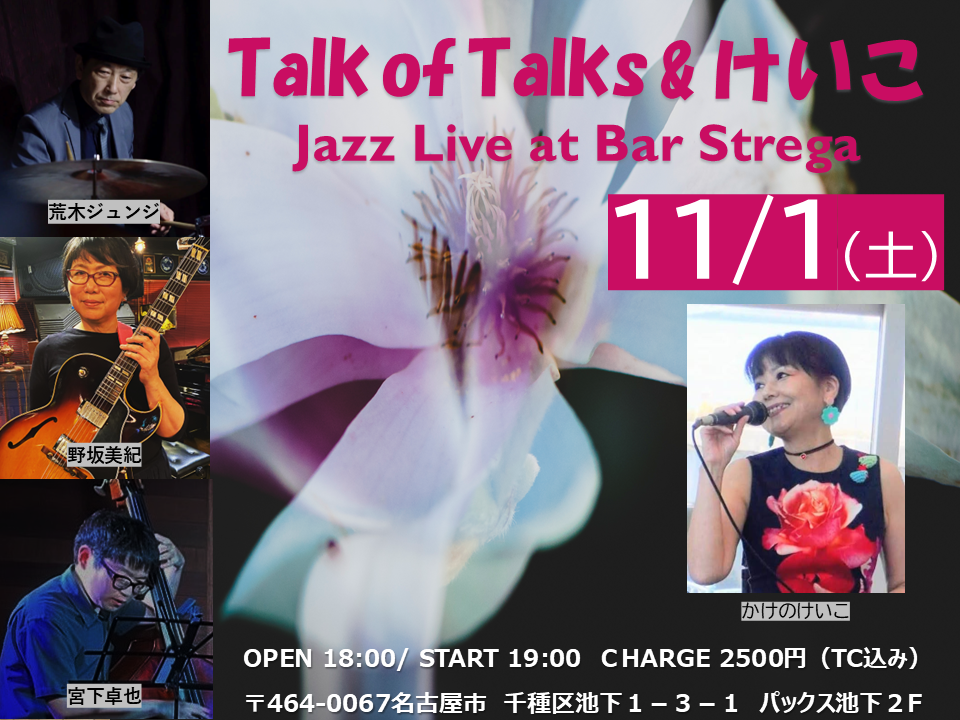 Talk of Talks & けいこ
Jazz Live at Bar Strega
11/1（土）
荒木ジュンジ
野坂美紀
宮下卓也
かけのけいこ
OPEN 18:00/ START 19:00 CHARGE 2500円（TC込み）
〒464-0067名古屋市 千種区池下１－３－１ パックス池下２F